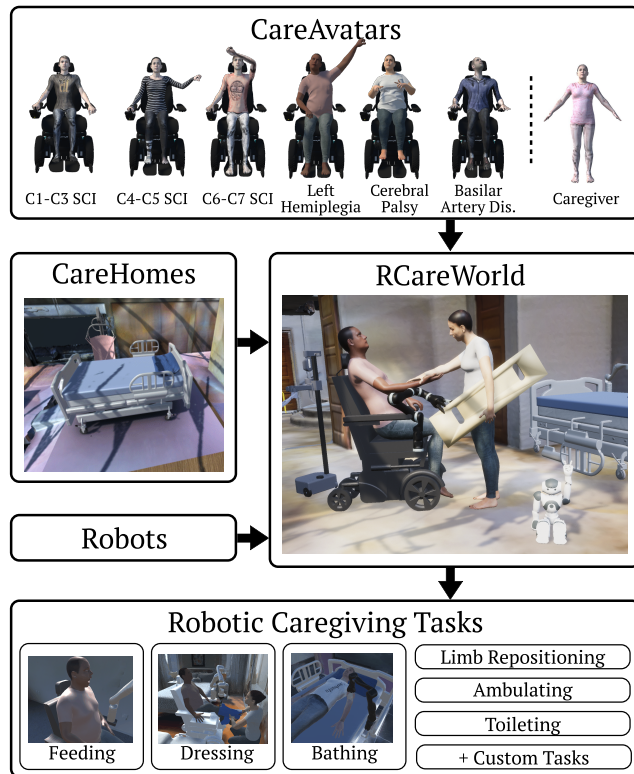 CareAvatars
C1-C3 SCI
C4-C5 SCI
C6-C7 SCI
Left
Hemiplegia
Cerebral
Palsy
Basilar
Artery Dis.
Caregiver
CareHomes
RCareWorld
Robots
Robotic Caregiving Tasks
Feeding
Dressing
Bathing
Limb Repositioning
Ambulating
Toileting
+ Custom Tasks